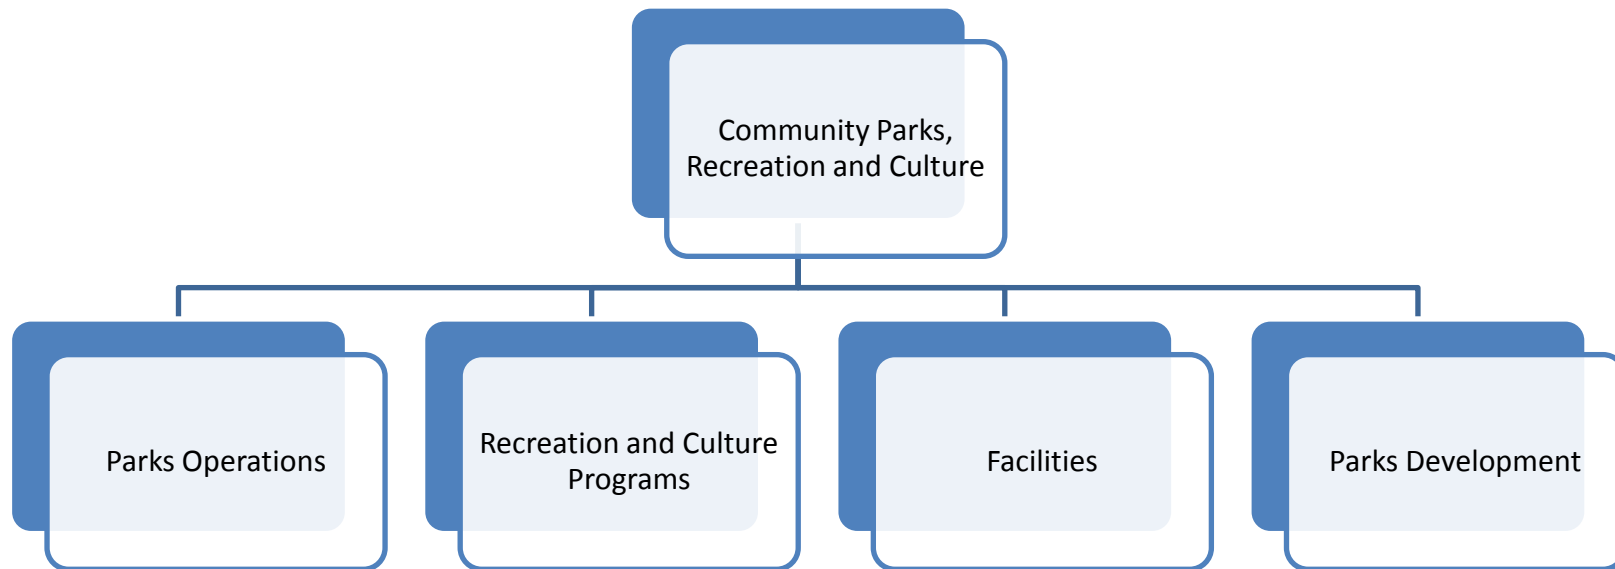 Community Parks,
Recreation and Culture
Parks Operations
Recreation and Culture
Programs
Facilities
Parks Development